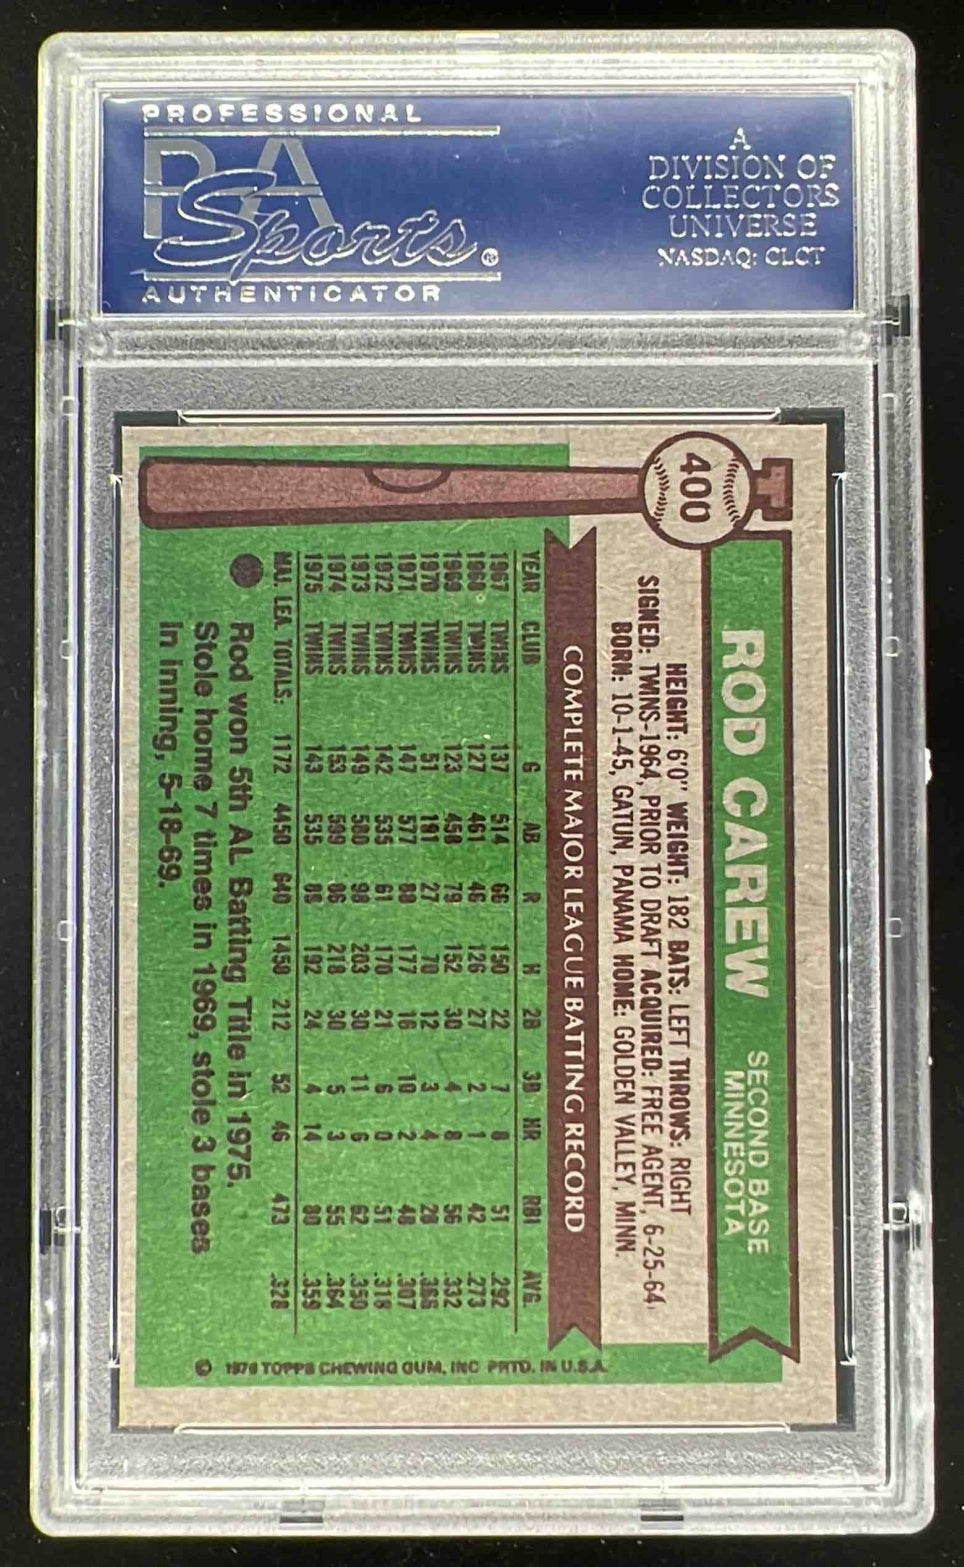 PROFESSIONAL
PSA
Sports®
AUTHENTICATOR
A
DIVISION OF
COLLECTORS
UNIVERSE
NASDAQ: CLCT
400
ROD CAREW
SECOND BASE
MINNESOTA
HEIGHT: 6'0" WEIGHT: 182 BATS: LEFT THROWS: RIGHT
SIGNED: TWINS-1964, PRIOR TO DRAFT ACQUIRED: FREE AGENT, 6-25-64.
BORN: 10-1-45, GATUN, PANAMA HOME: GOLDEN VALLEY, MINN.
COMPLETE MAJOR LEAGUE BATTING RECORD
YEAR CLUB G AB R H 2B 3B HR RBI AVG.
1967 TWINS 137 514 66 150 22 7 8 51 .292
1968 TWINS 127 461 46 126 27 2 1 42 .273
1969 TWINS 123 458 79 152 30 4 8 56 .332
1970 TWINS 51 191 27 70 12 3 4 28 .366
1971 TWINS 147 577 88 177 16 10 2 48 .307
1972 TWINS 142 535 61 170 21 6 0 51 .318
1973 TWINS 149 580 98 203 30 11 6 62 .350
1974 TWINS 153 599 86 218 30 5 3 55 .364
1975 TWINS 143 535 88 192 24 4 14 80 .359
MAJ. LEA. TOTALS: 1172 4450 640 1458 212 52 46 473 .328
Rod won 5th AL Batting Title in 1975.
Stole home 7 times in 1969, stole 3 bases
in inning, 5-18-69.
© 1976 TOPPS CHEWING GUM, INC PRTD. IN U.S.A.